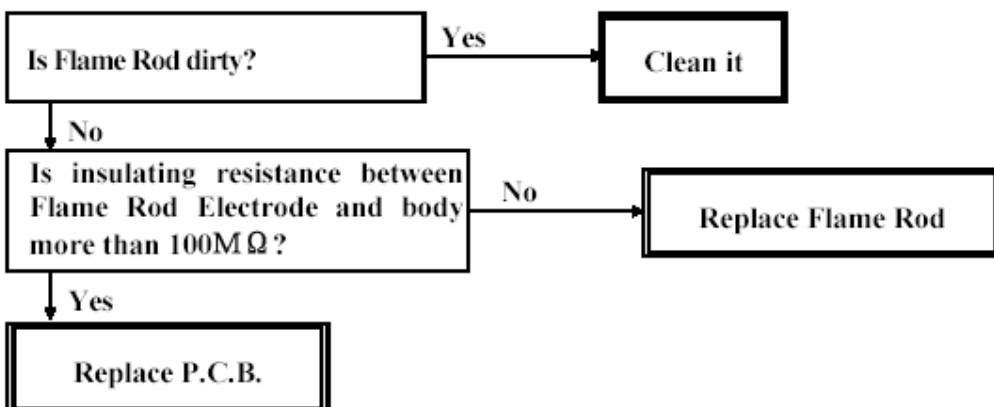 Is Flame Rod dirty?
Yes
Clean it
No
Is insulating resistance between
Flame Rod Electrode and body
more than 100MΩ?
No
Replace Flame Rod
Yes
Replace P.C.B.